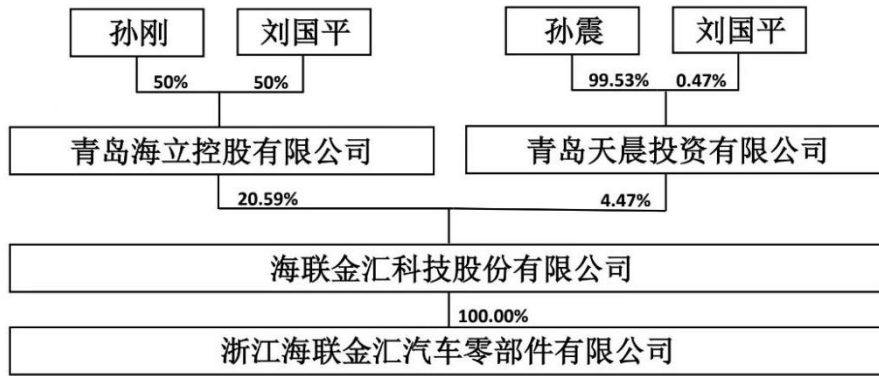 孙刚 刘国平 孙震 刘国平
50% 50% 99.53% 0.47%
青岛海立控股有限公司 青岛天晨投资有限公司
20.59% 4.47%
海联金汇科技股份有限公司
100.00%
浙江海联金汇汽车零部件有限公司